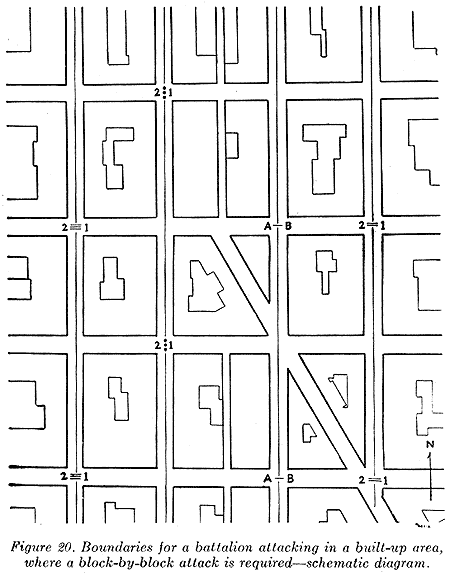 2 1
2 1
A B
2 1
2 1
N
2 1
A B
2 1
Figure 20. Boundaries for a battalion attacking in a built-up area,
where a block-by-block attack is required—schematic diagram.